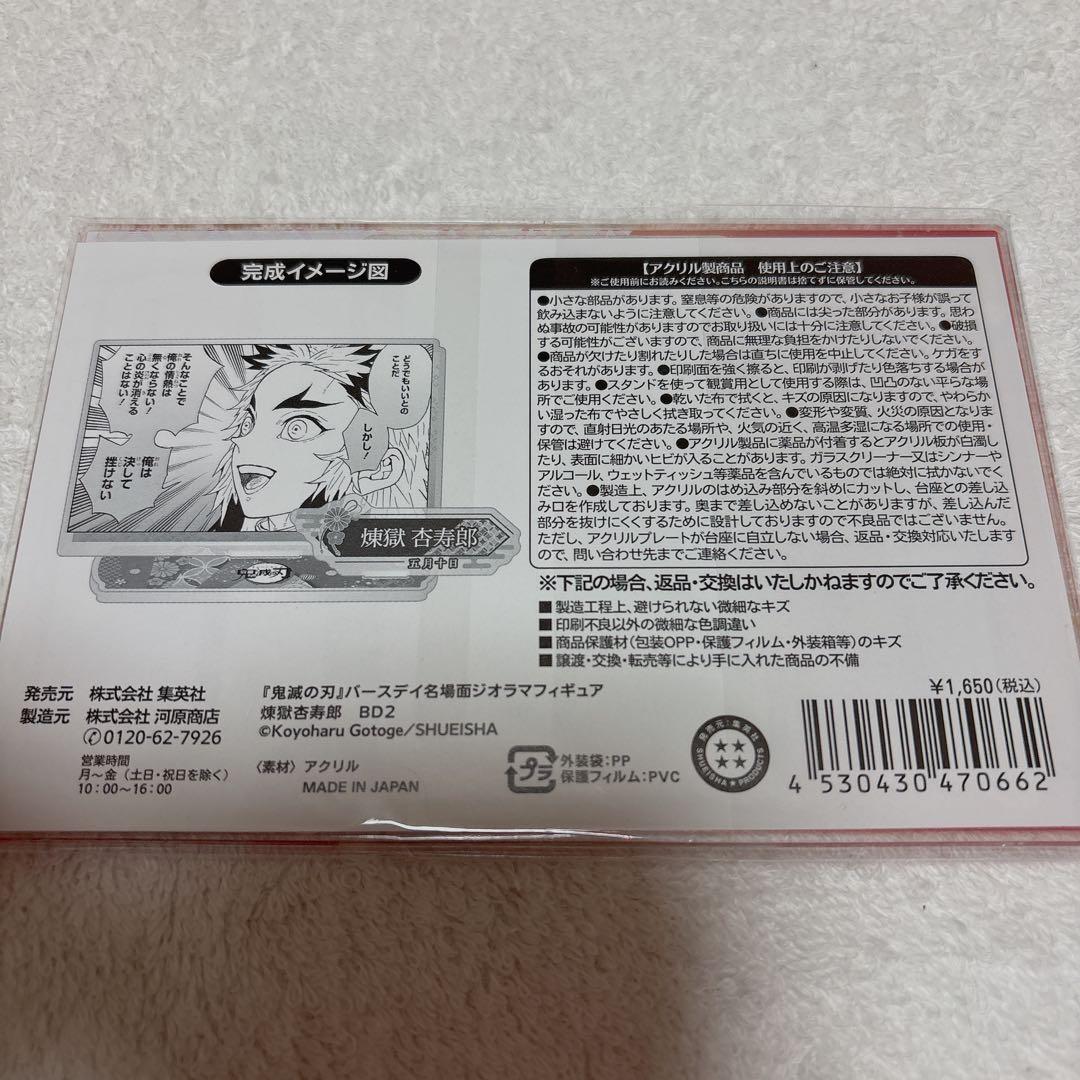 完成イメージ図
どうでもいいとの
ことだ
しかし!
そんなことで
俺の情熱は
無くならない!
心の炎が消える
ことはない!
俺は
決して
挫けない
煉獄 杏寿郎
五月十日
鬼滅の刃
【アクリル製商品 使用上のご注意】
※ご使用前にお読みください。こちらの説明書は捨てずに保管してください。
●小さな部品があります。窒息等の危険がありますので、小さなお子様が誤って
飲み込まないように注意してください。●商品には尖った部分があります。思わ
ぬ事故の可能性がありますのでお取り扱いには十分に注意してください。●破損
する可能性がございますので、商品に無理な負担をかけたりしないでください。
●商品が欠けたり割れたりした場合は直ちに使用を中止してください。ケガをす
るおそれがあります。●印刷面を強く擦ると、印刷が剥げたり色落ちする場合が
あります。●スタンドを使って観賞用として使用する際は、凹凸のない平らな場
所でご使用ください。●乾いた布で拭くと、キズの原因になりますので、やわらか
い湿った布でやさしく拭き取ってください。●変形や変質、火災の原因となりま
すので、直射日光のあたる場所や、火気の近く、高温多湿になる場所での使用・
保管は避けてください。●アクリル製品に薬品が付着するとアクリル板が白濁し
たり、表面に細かいヒビが入ることがあります。ガラスクリーナー又はシンナーや
アルコール、ウェットティッシュ等薬品を含んでいるものでは絶対に拭かないでく
ださい。●製造上、アクリルのはめ込み部分を斜めにカットし、台座との差し込
み口を作成しております。奥まで差し込めないことがありますが、差し込んだ
部分を抜けにくくするために設計しておりますので不良品ではございません。
ただし、アクリルプレートが台座に自立しない場合、返品・交換対応いたします
ので、問い合わせ先までご連絡ください。
※下記の場合、返品・交換はいたしかねますのでご了承ください。
■製造工程上、避けられない微細なキズ
■印刷不良以外の微細な色調違い
■商品保護材(包装OPP・保護フィルム・外装箱等)のキズ
■譲渡・交換・転売等により手に入れた商品の不備
発売元 株式会社 集英社
製造元 株式会社 河原商店
✆0120-62-7926
営業時間
月～金(土日・祝日を除く)
10:00～16:00
『鬼滅の刃』バースデイ名場面ジオラマフィギュア
煉獄杏寿郎 BD2
©Koyoharu Gotoge/SHUEISHA
〈素材〉アクリル
MADE IN JAPAN
プラ
外装袋:PP
保護フィルム:PVC
発売元:集英社
SHUEISHA★PRODUCTS
¥1,650(税込)
4 530430 470662